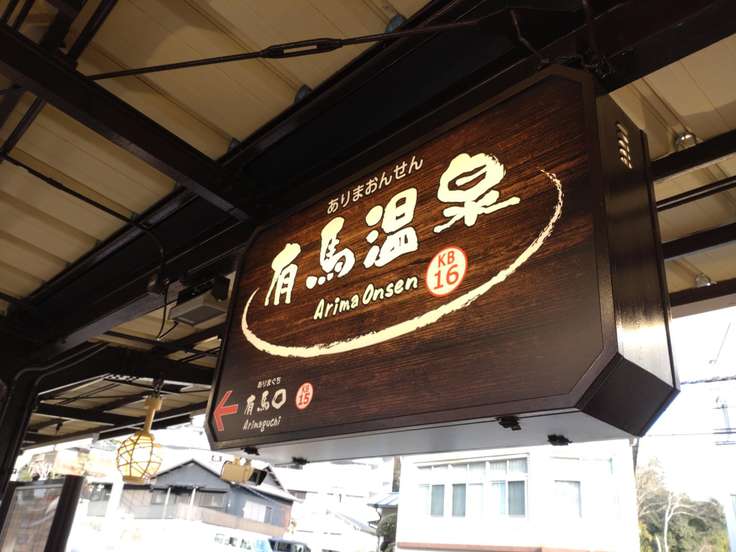 ありまおんせん
有馬温泉
Arima Onsen
KB
16
ありまぐち
有馬口
Arimaguchi
KB
15